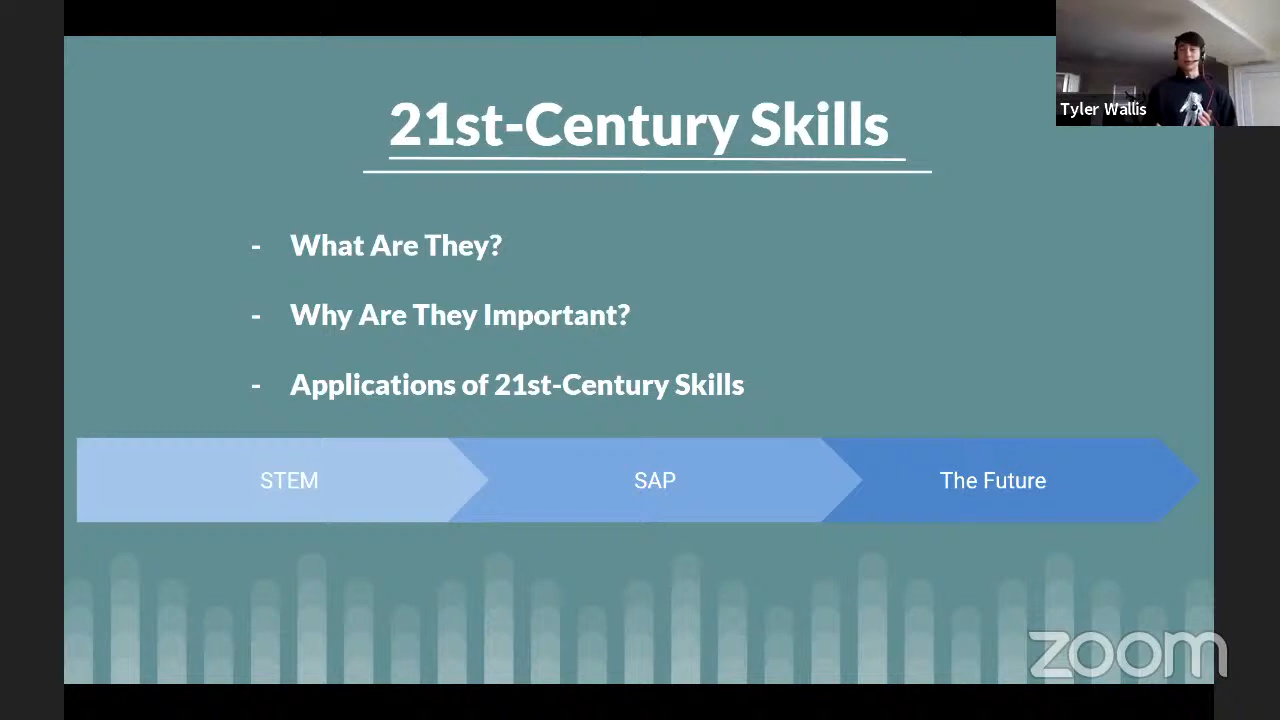 21st-Century Skills
Tyler Wallis
- What Are They?
- Why Are They Important?
- Applications of 21st-Century Skills
STEM
SAP
The Future
zoom